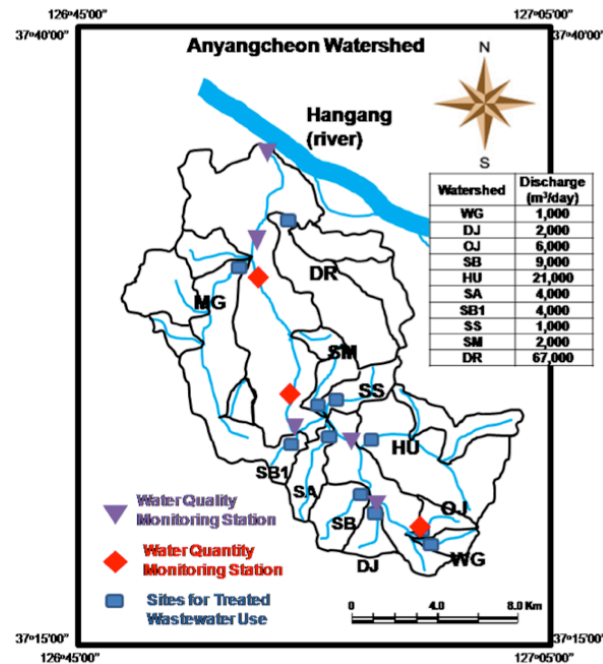 126°45'00"
127°05'00"
37°40'00"
37°40'00"
Anyangcheon Watershed
N
S
Hangang
(river)
Watershed Discharge (m³/day)
WG 1,000
DJ 2,000
OJ 6,000
SB 9,000
HU 21,000
SA 4,000
SB1 4,000
SS 1,000
SM 2,000
DR 67,000
DR
MG
SM
SS
HU
SB1
SA
SB
OJ
DJ
WG
Water Quality
Monitoring Station
Water Quantity
Monitoring Station
Sites for Treated
Wastewater Use
0 4.0 8.0 Km
37°15'00"
37°15'00"
126°45'00"
127°05'00"